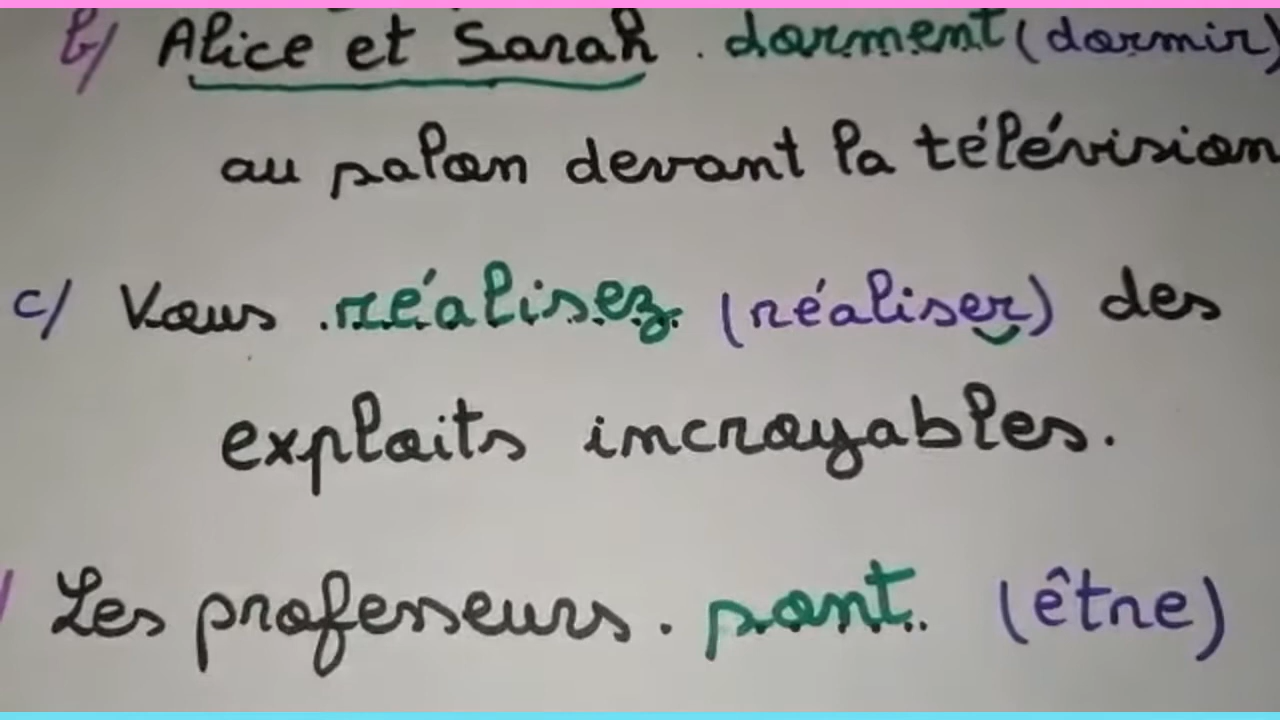 b/ Alice et Sarah . dorment (dormir)
au salon devant la télévision
c/ Vous .réalisez. (réaliser) des
exploits incroyables.
/ Les professeurs . sont. (être)